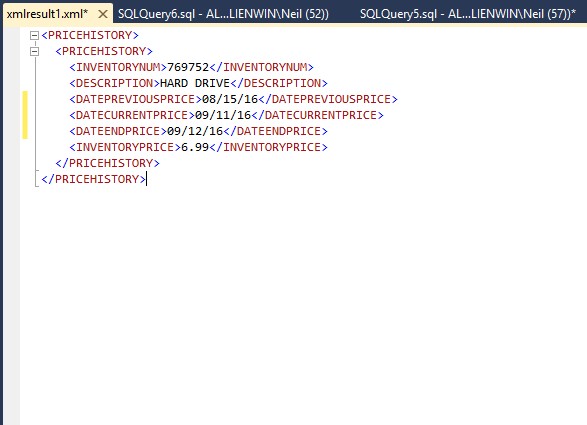 xmlresult1.xml* SQLQuery6.sql - AL...LIENWIN\Neil (52)) SQLQuery5.sql - AL...LIENWIN\Neil (57))*
<PRICEHISTORY>
<PRICEHISTORY>
<INVENTORYNUM>769752</INVENTORYNUM>
<DESCRIPTION>HARD DRIVE</DESCRIPTION>
<DATEPREVIOUSPRICE>08/15/16</DATEPREVIOUSPRICE>
<DATECURRENTPRICE>09/11/16</DATECURRENTPRICE>
<DATEENDPRICE>09/12/16</DATEENDPRICE>
<INVENTORYPRICE>6.99</INVENTORYPRICE>
</PRICEHISTORY>
</PRICEHISTORY>